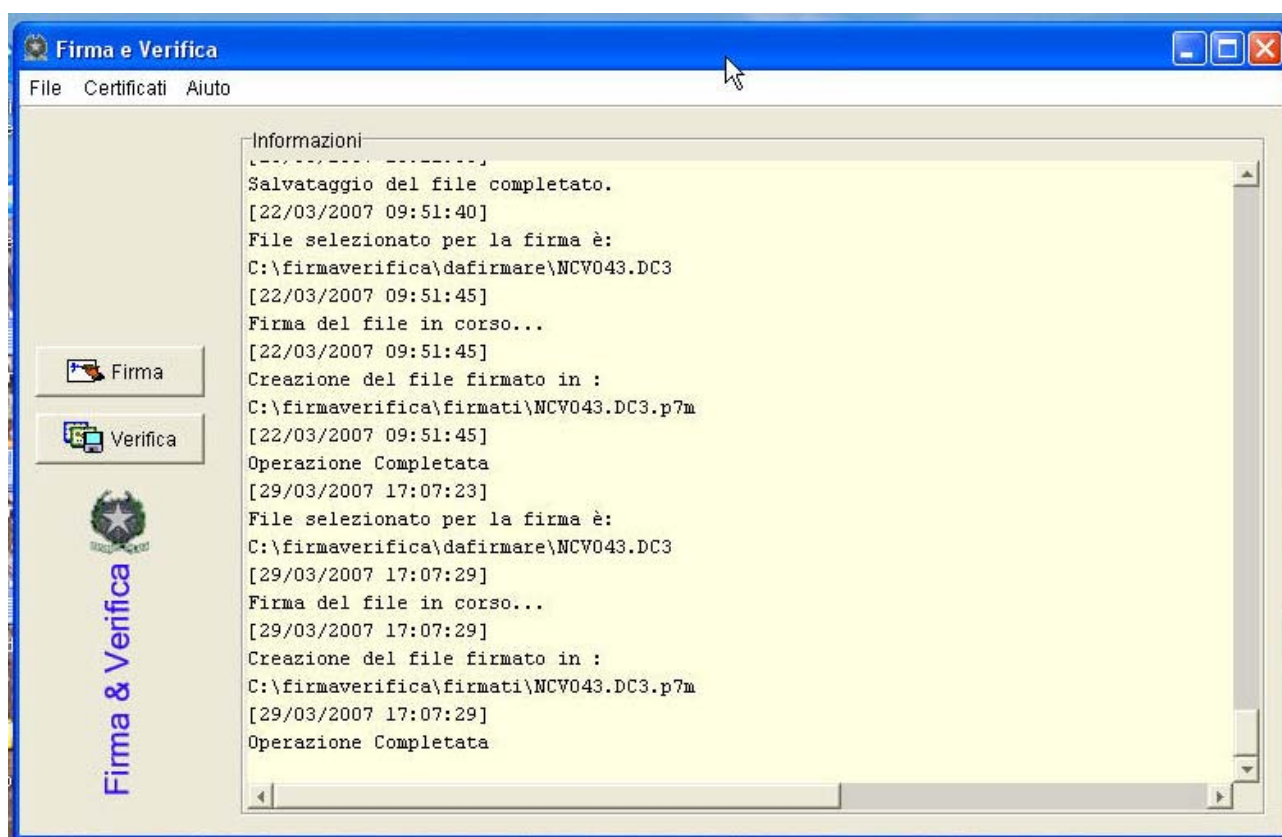 Firma e Verifica
File Certificati Aiuto
Informazioni
Salvataggio del file completato.
[22/03/2007 09:51:40]
File selezionato per la firma è:
C:\firmaverifica\dafirmare\NCV043.DC3
[22/03/2007 09:51:45]
Firma del file in corso...
[22/03/2007 09:51:45]
Creazione del file firmato in :
C:\firmaverifica\firmati\NCV043.DC3.p7m
[22/03/2007 09:51:45]
Operazione Completata
[29/03/2007 17:07:23]
File selezionato per la firma è:
C:\firmaverifica\dafirmare\NCV043.DC3
[29/03/2007 17:07:29]
Firma del file in corso...
[29/03/2007 17:07:29]
Creazione del file firmato in :
C:\firmaverifica\firmati\NCV043.DC3.p7m
[29/03/2007 17:07:29]
Operazione Completata
Firma
Verifica
Firma & Verifica